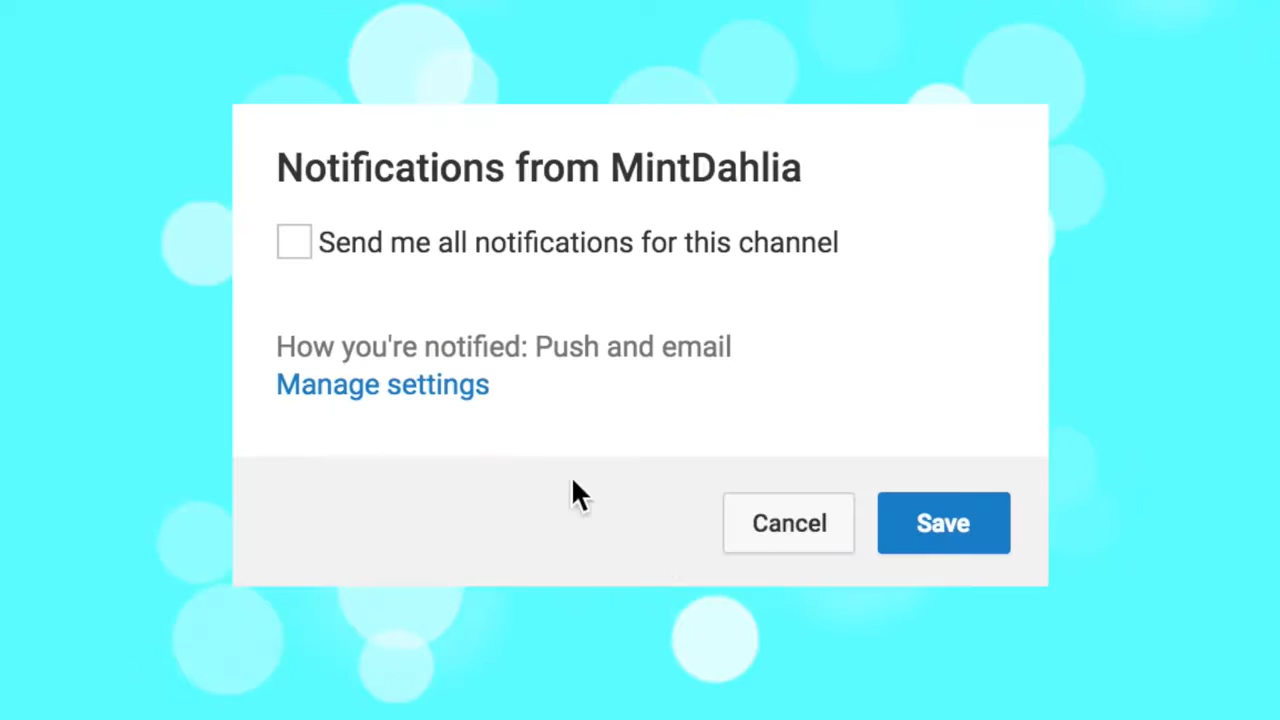 Notifications from MintDahlia
Send me all notifications for this channel
How you're notified: Push and email
Manage settings
Cancel
Save